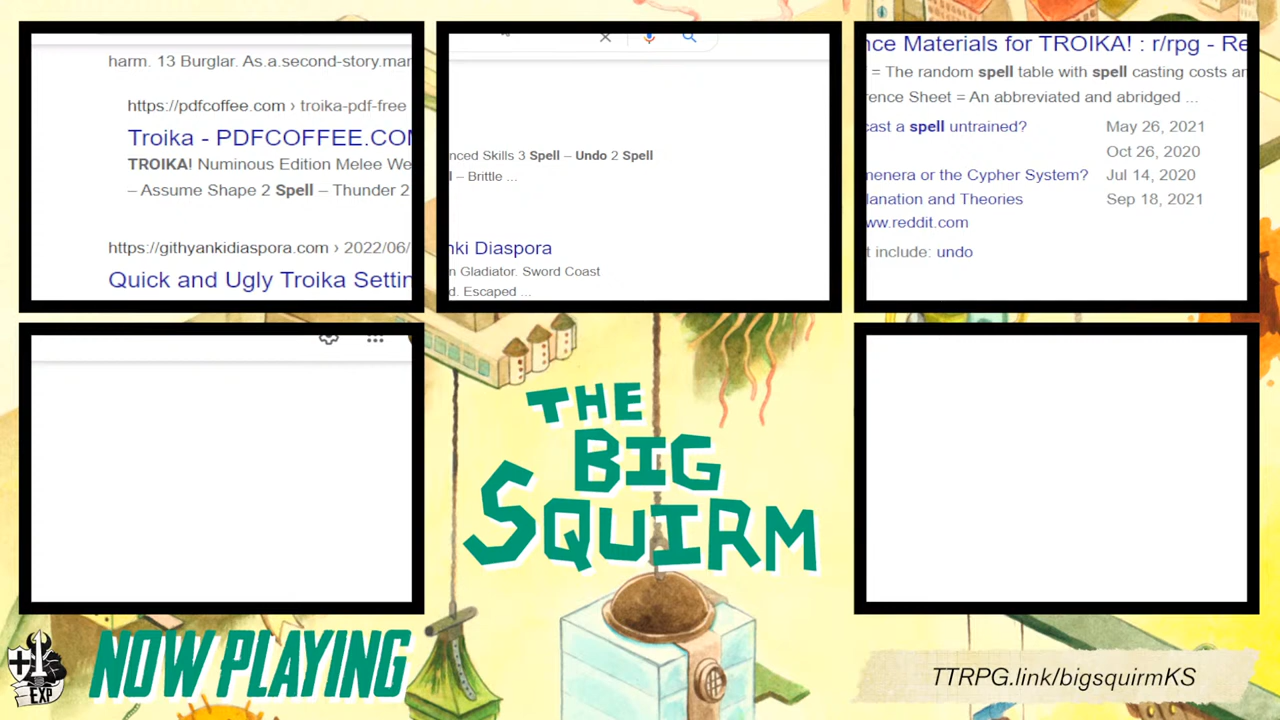 harm. 13 Burglar. As.a.second-story.mar
https://pdfcoffee.com › troika-pdf-free
Troika - PDFCOFFEE.COM
TROIKA! Numinous Edition Melee We
– Assume Shape 2 Spell – Thunder 2
https://githyankidiaspora.com › 2022/06/
Quick and Ugly Troika Settin
nced Skills 3 Spell – Undo 2 Spell
l – Brittle ...
nki Diaspora
n Gladiator. Sword Coast
d. Escaped ...
nce Materials for TROIKA! : r/rpg - Re
= The random spell table with spell casting costs an
rence Sheet = An abbreviated and abridged ...
cast a spell untrained? May 26, 2021
Oct 26, 2020
menera or the Cypher System? Jul 14, 2020
lanation and Theories Sep 18, 2021
ww.reddit.com
t include: undo
THE
BIG
SQUIRM
EXP
NOW PLAYING
TTRPG.link/bigsquirmKS